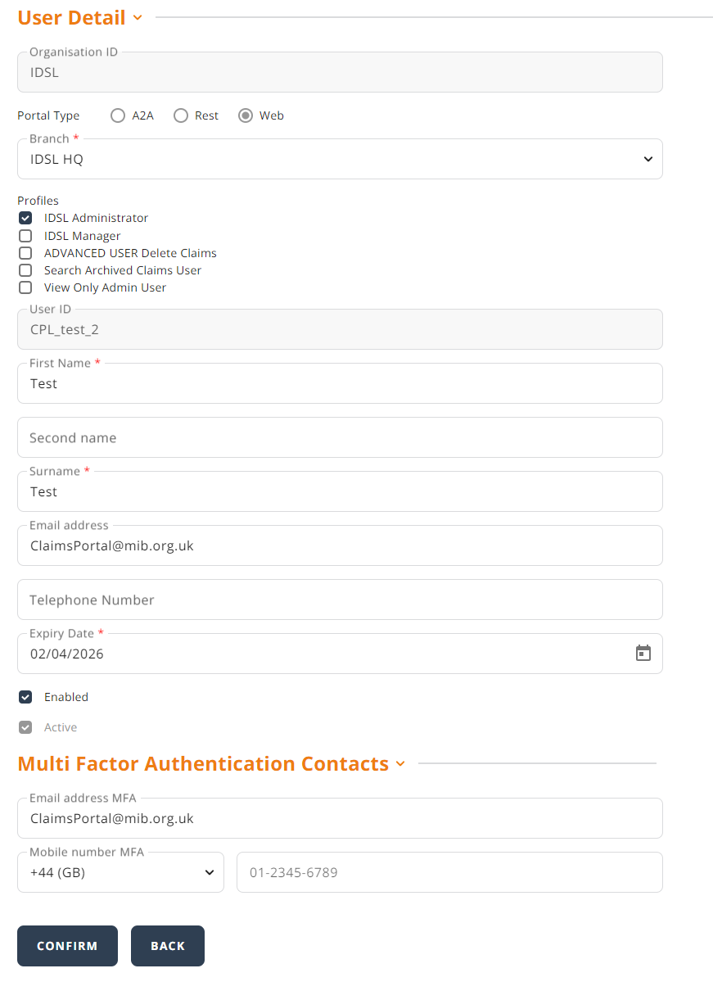 User Detail
Organisation ID
IDSL
Portal Type A2A Rest Web
Branch *
IDSL HQ
Profiles
IDSL Administrator
IDSL Manager
ADVANCED USER Delete Claims
Search Archived Claims User
View Only Admin User
User ID
CPL_test_2
First Name *
Test
Second name
Surname *
Test
Email address
ClaimsPortal@mib.org.uk
Telephone Number
Expiry Date *
02/04/2026
Enabled
Active
Multi Factor Authentication Contacts
Email address MFA
ClaimsPortal@mib.org.uk
Mobile number MFA
+44 (GB) 01-2345-6789
CONFIRM BACK